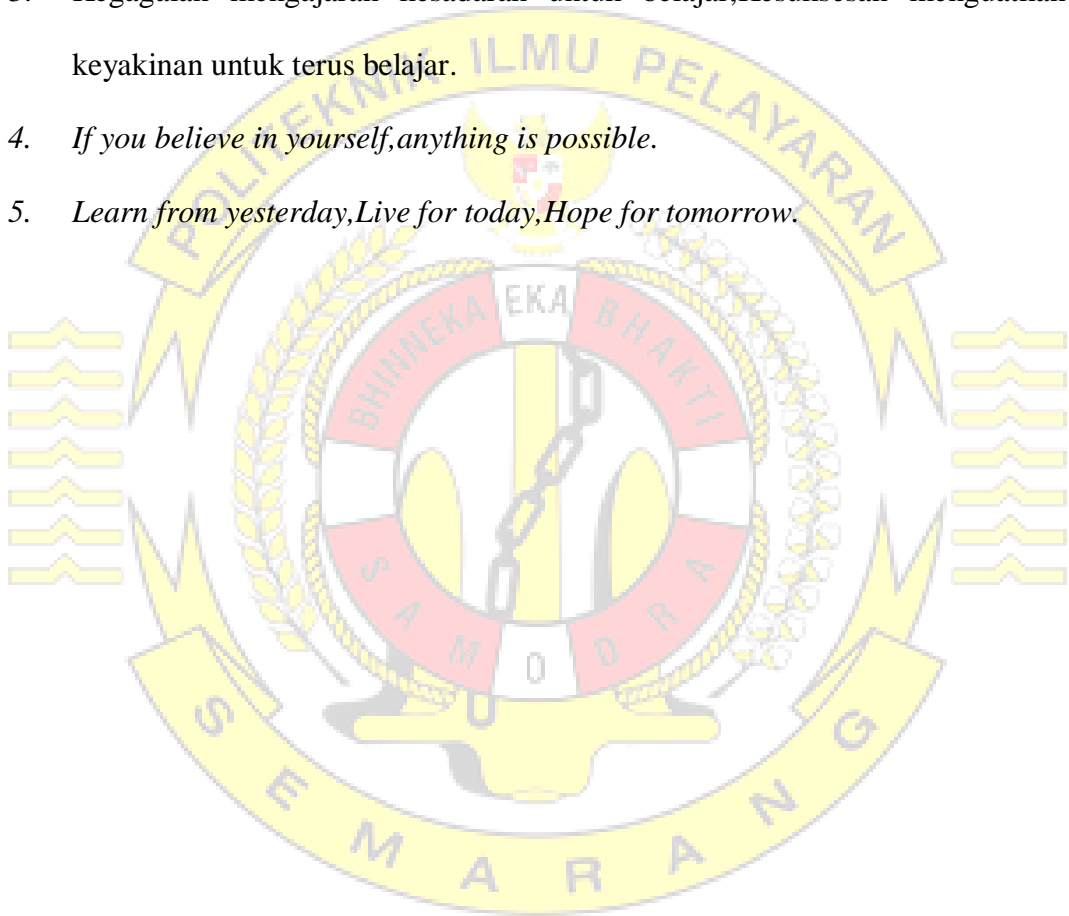 keyakinan untuk terus belajar.
4. If you believe in yourself,anything is possible.
5. Learn from yesterday,Live for today,Hope for tomorrow.
POLITEKNIK ILMU PELAYARAN
BHINNEKA EKA BHAKTI
SAMODRA
SEMARANG